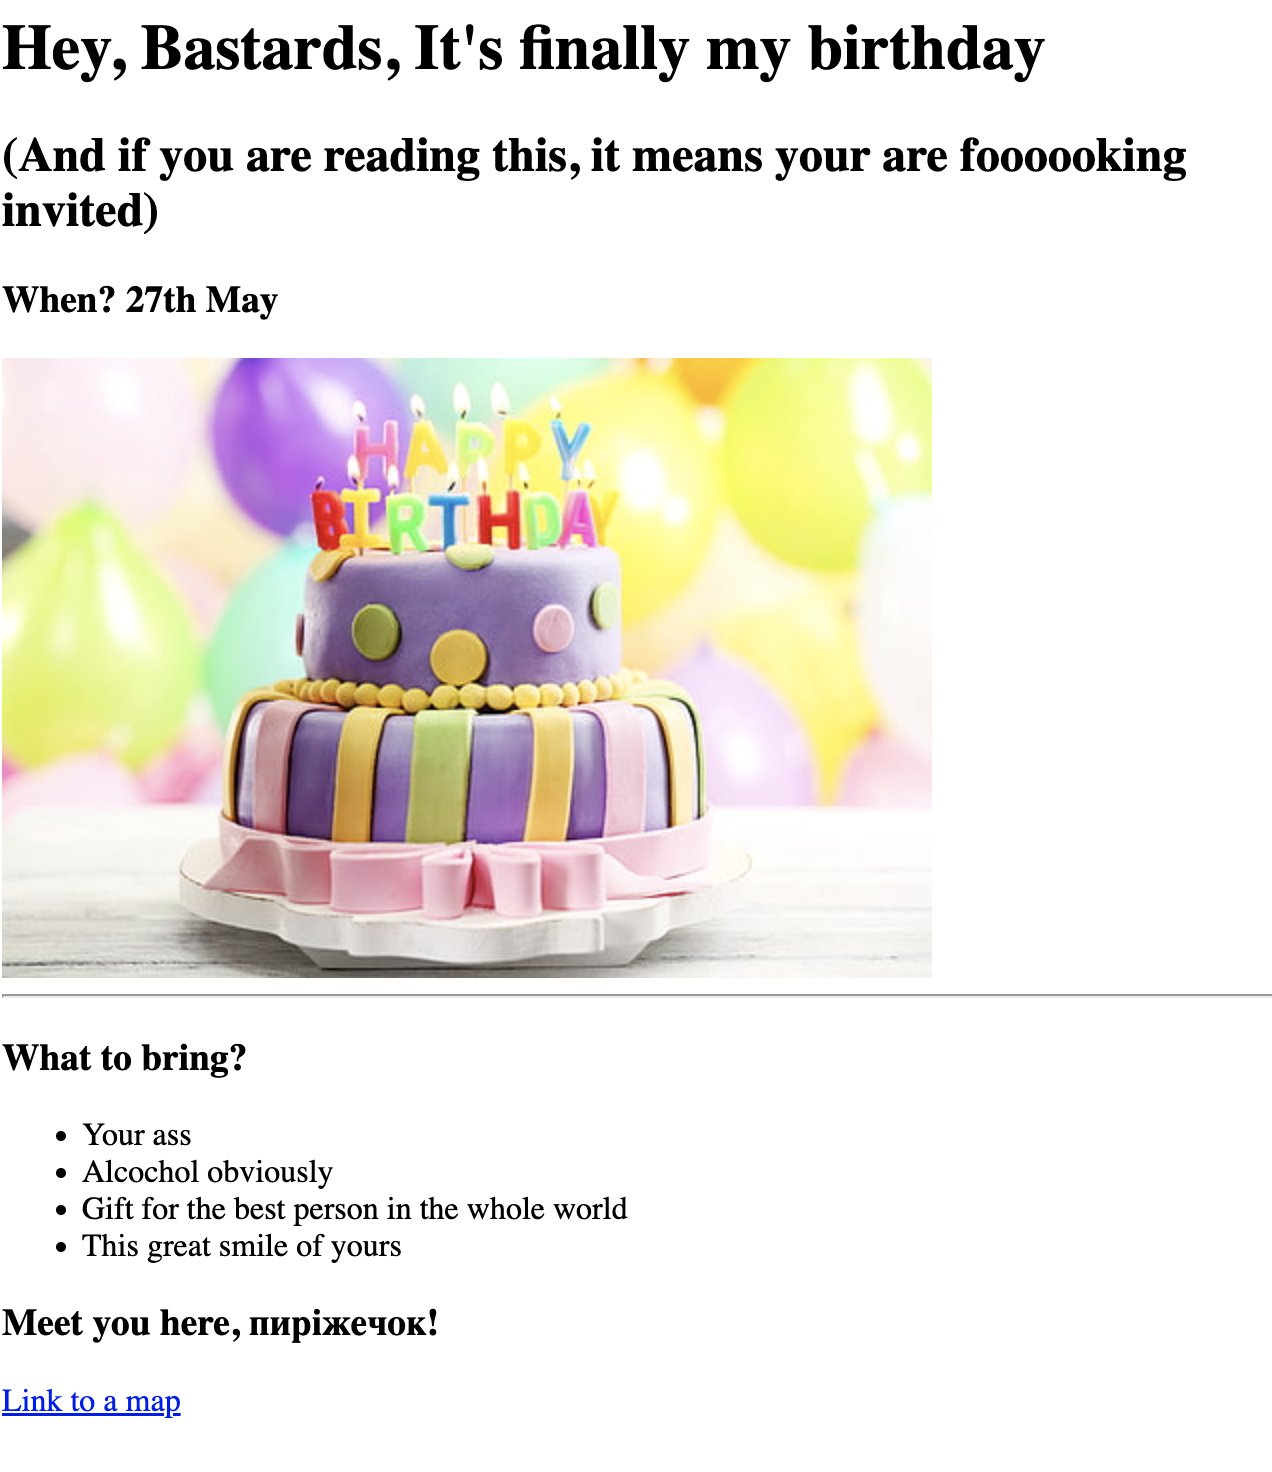 Hey, Bastards, It's finally my birthday
(And if you are reading this, it means your are foooooking
invited)
When? 27th May
HAPPY
BIRTHDAY
What to bring?
Your ass
Alcochol obviously
Gift for the best person in the whole world
This great smile of yours
Meet you here, пиріжечок!
Link to a map